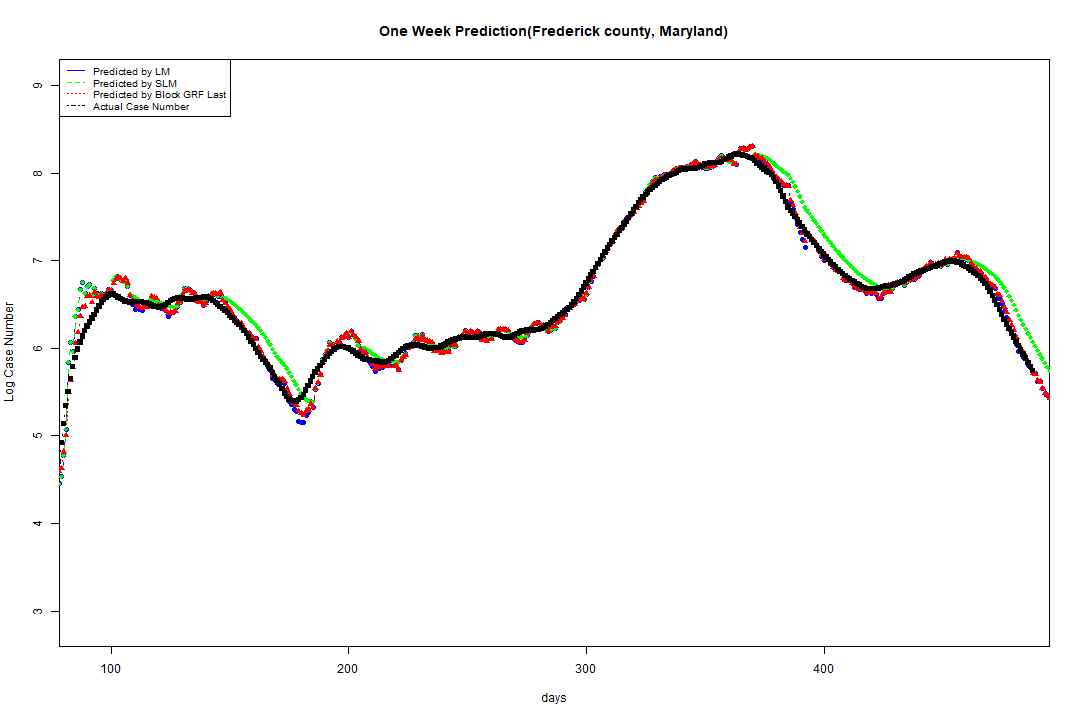 One Week Prediction(Frederick county, Maryland)
Predicted by LM
Predicted by SLM
Predicted by Block GRF Last
Actual Case Number
9
8
7
6
5
4
3
Log Case Number
100 200 300 400
days